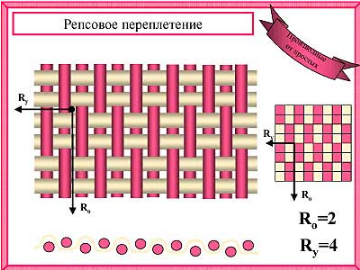 Репсовое переплетение
Производные
от простых
Rу
Rо
Rу
Rо
Rо=2
Rу=4